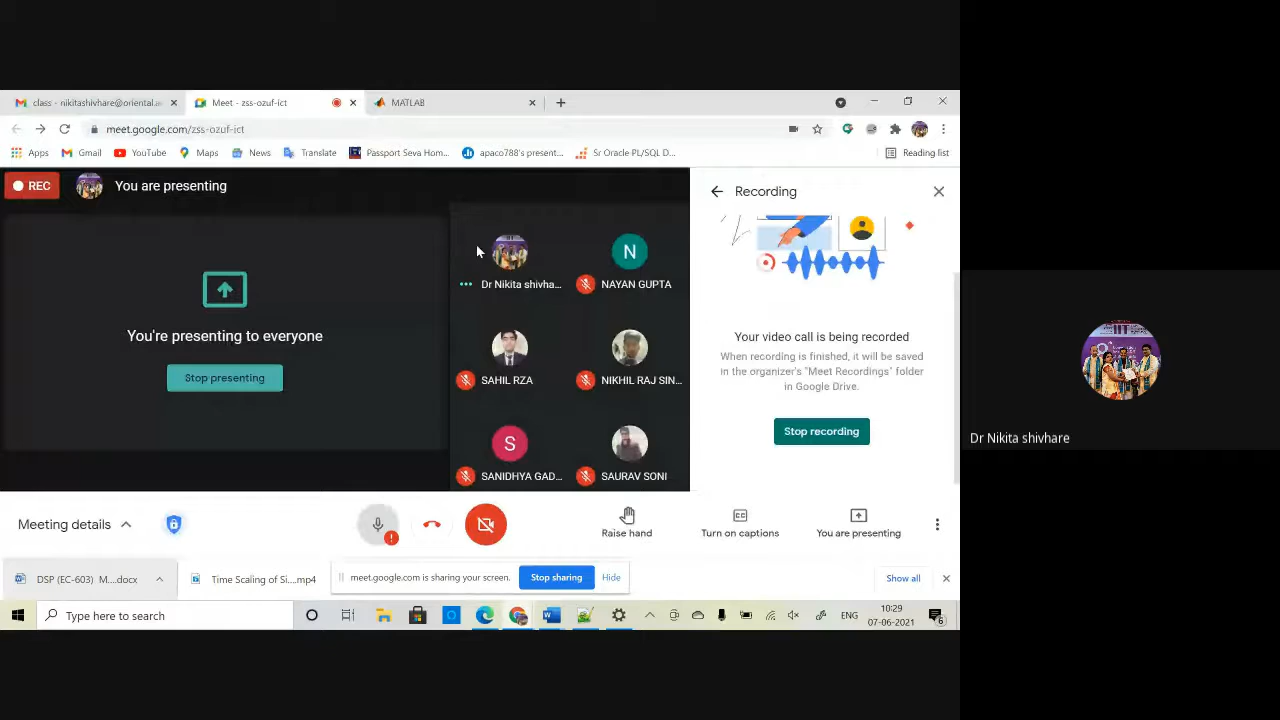 class - nikitashivhare@oriental.a
Meet - zss-ozuf-ict
MATLAB
meet.google.com/zss-ozuf-ict
Apps
Gmail
YouTube
Maps
News
Translate
Passport Seva Hom...
apaco788's present...
Sr Oracle PL/SQL D...
Reading list
REC
You are presenting
Recording
You're presenting to everyone
Stop presenting
Dr Nikita shivha...
N
NAYAN GUPTA
SAHIL RZA
NIKHIL RAJ SIN...
S
SANIDHYA GAD...
SAURAV SONI
Your video call is being recorded
When recording is finished, it will be saved
in the organizer's "Meet Recordings" folder
in Google Drive.
Stop recording
Dr Nikita shivhare
Meeting details
Raise hand
Turn on captions
You are presenting
DSP (EC-603) M....docx
Time Scaling of Si....mp4
meet.google.com is sharing your screen.
Stop sharing
Hide
Show all
Type here to search
ENG
10:29
07-06-2021
6